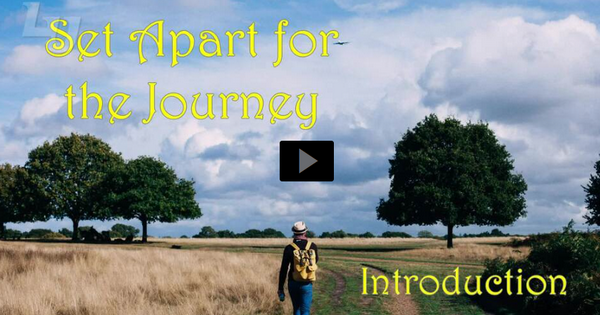 Set Apart for
the Journey
Introduction